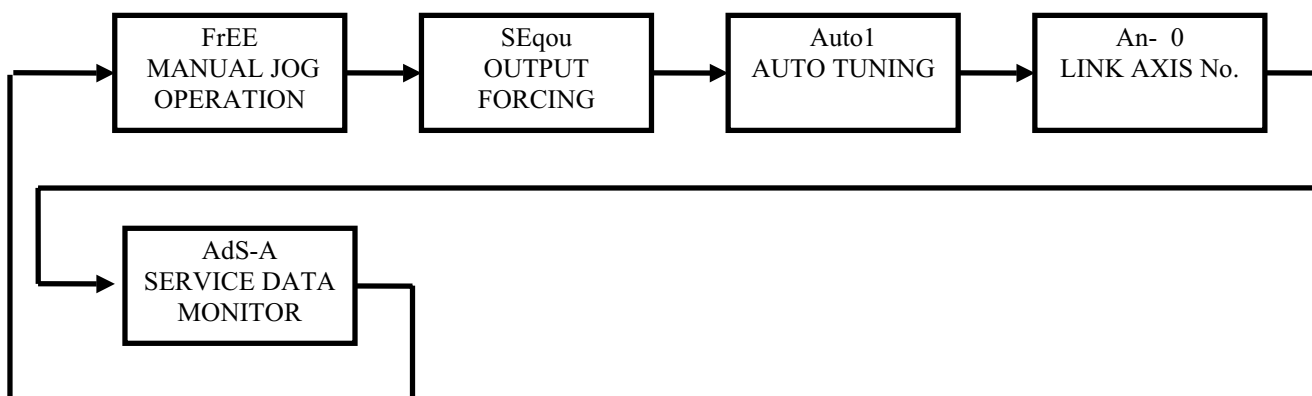 FrEE
MANUAL JOG
OPERATION
SEqou
OUTPUT
FORCING
Auto1
AUTO TUNING
An- 0
LINK AXIS No.
AdS-A
SERVICE DATA
MONITOR